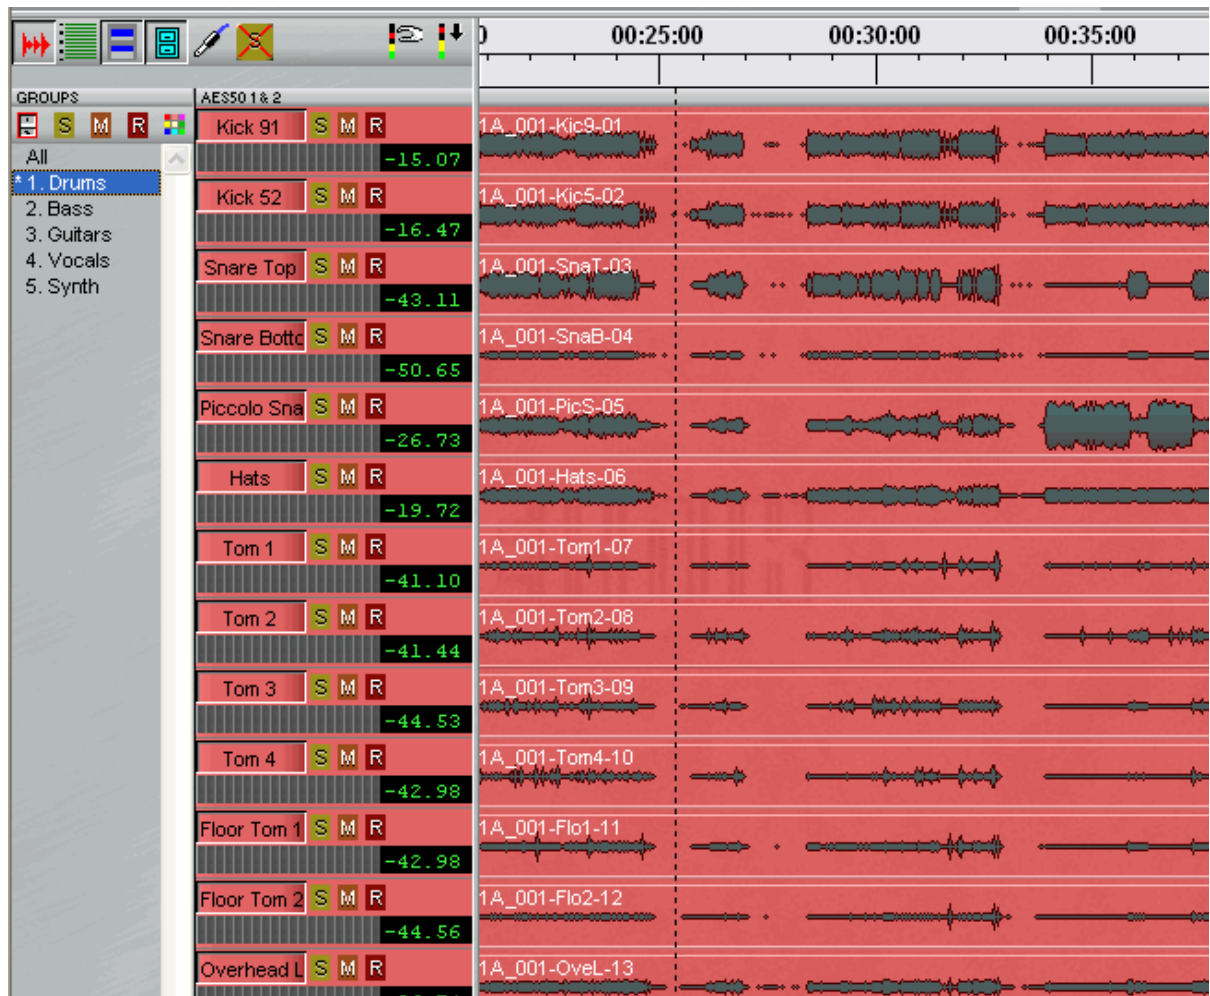 S
00:25:00
00:30:00
00:35:00
GROUPS
S M R
All
* 1. Drums
2. Bass
3. Guitars
4. Vocals
5. Synth
AES50 1 & 2
Kick 91 S M R
-15.07
1A_001-Kic9-01
Kick 52 S M R
-16.47
1A_001-Kic5-02
Snare Top S M R
-43.11
1A_001-SnaT-03
Snare Botto S M R
-50.65
1A_001-SnaB-04
Piccolo Sna S M R
-26.73
1A_001-PicS-05
Hats S M R
-19.72
1A_001-Hats-06
Tom 1 S M R
-41.10
1A_001-Tom1-07
Tom 2 S M R
-41.44
1A_001-Tom2-08
Tom 3 S M R
-44.53
1A_001-Tom3-09
Tom 4 S M R
-42.98
1A_001-Tom4-10
Floor Tom 1 S M R
-42.98
1A_001-Flo1-11
Floor Tom 2 S M R
-44.56
1A_001-Flo2-12
Overhead L S M R
1A_001-OveL-13